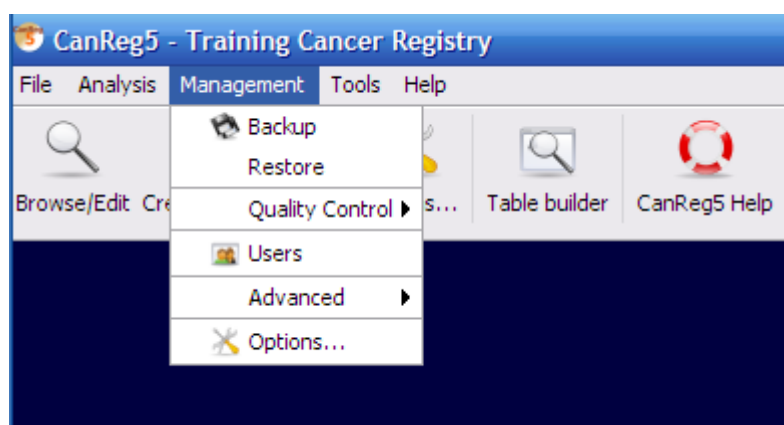 CanReg5 - Training Cancer Registry
File Analysis Management Tools Help
Backup
Restore
Quality Control
Users
Advanced
Options...
Browse/Edit Cre s... Table builder CanReg5 Help